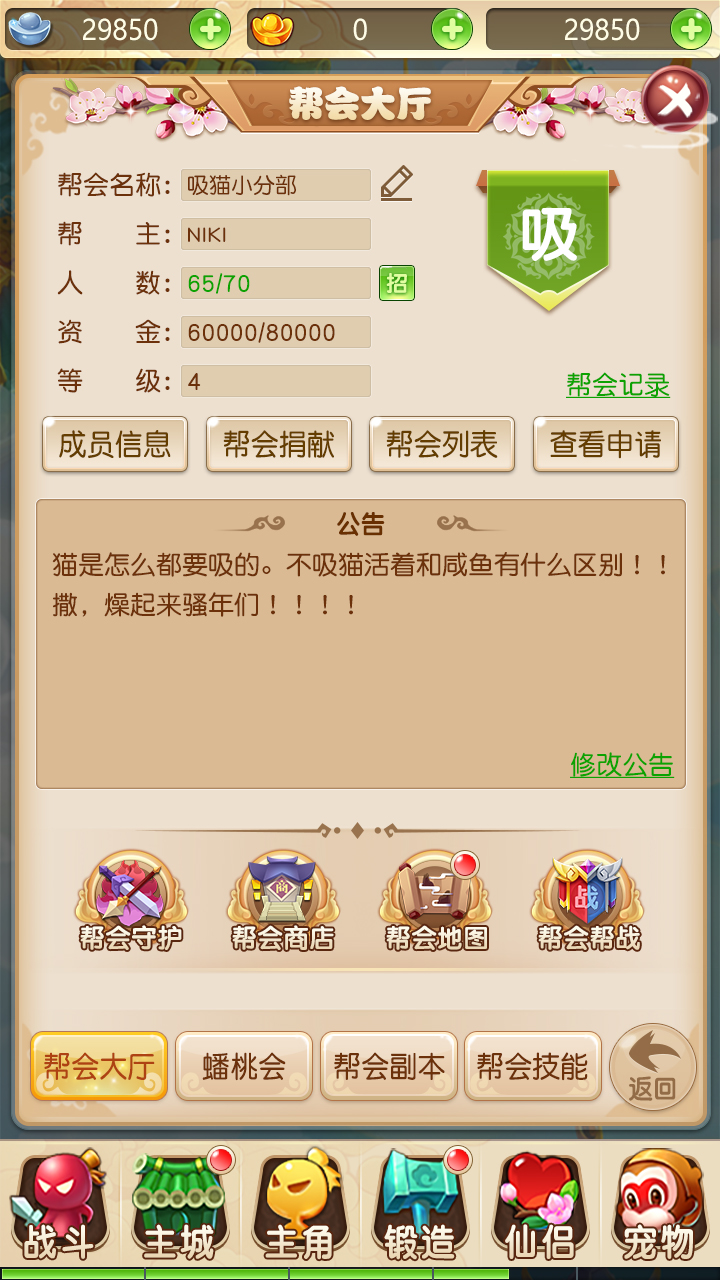 29850 0 29850
帮会大厅
帮会名称：吸猫小分部
吸
帮 主：NIKI
人 数：65/70 招
资 金：60000/80000
等 级：4
帮会记录
成员信息 帮会捐献 帮会列表 查看申请
公告
猫是怎么都要吸的。不吸猫活着和咸鱼有什么区别！！
撒，燥起来骚年们！！！！
修改公告
商 战
帮会守护 帮会商店 帮会地图 帮会帮战
帮会大厅 蟠桃会 帮会副本 帮会技能 返回
战斗 主城 主角 锻造 仙侣 宠物